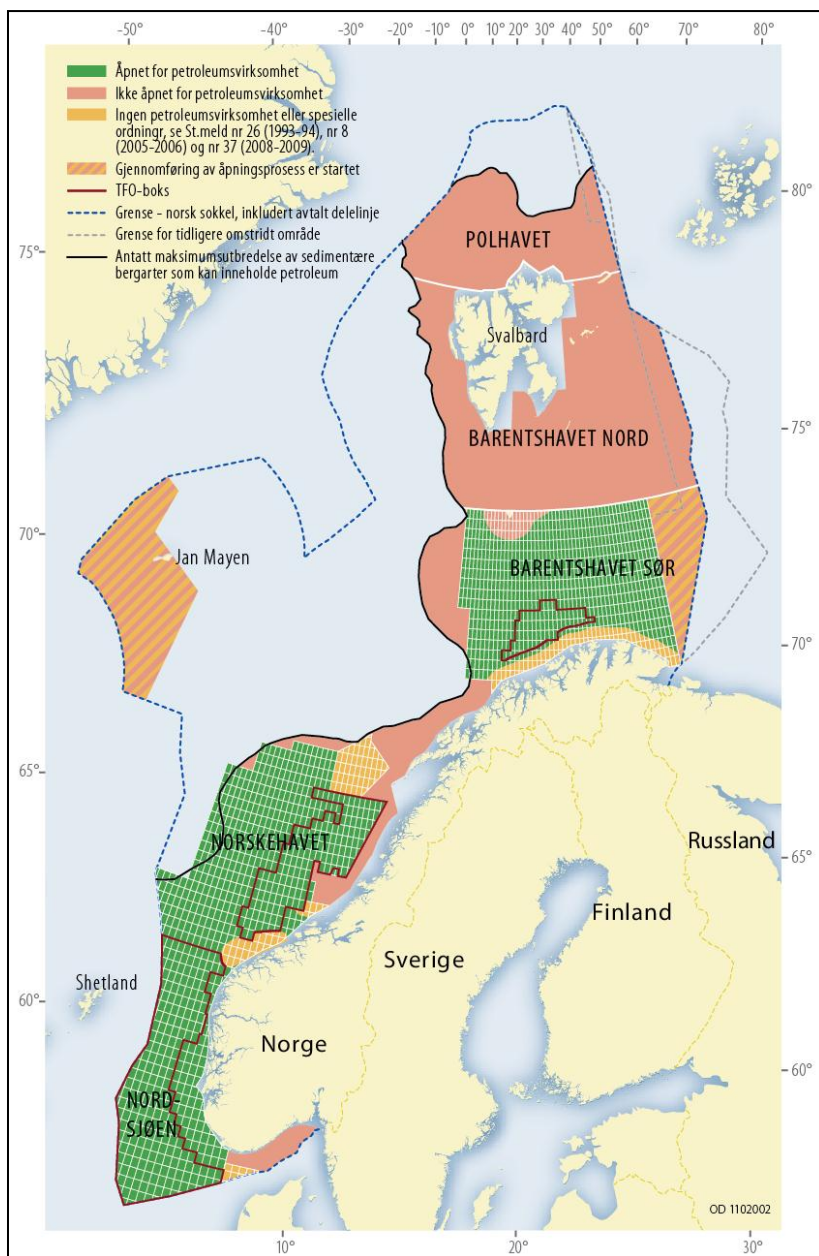 -50°
-40°
-30°
-20°
-10°
0°
10°
20°
30°
40°
50°
60°
70°
80°
Åpnet for petroleumsvirksomhet
Ikke åpnet for petroleumsvirksomhet
Ingen petroleumsvirksomhet eller spesielle
ordningr, se St.meld nr 26 (1993-94), nr 8
(2005-2006) og nr 37 (2008-2009).
Gjennomføring av åpningsprosess er startet
TFO-boks
Grense – norsk sokkel, inkludert avtalt delelinje
Grense for tidligere omstridt område
Antatt maksimumsutbredelse av sedimentære
bergarter som kan inneholde petroleum
80°
75°
POLHAVET
Svalbard
BARENTSHAVET NORD
75°
70°
Jan Mayen
BARENTSHAVET SØR
70°
65°
NORSKEHAVET
Russland
65°
Finland
Sverige
Shetland
60°
Norge
60°
NORD-
SJØEN
OD 1102002
10°
20°
30°